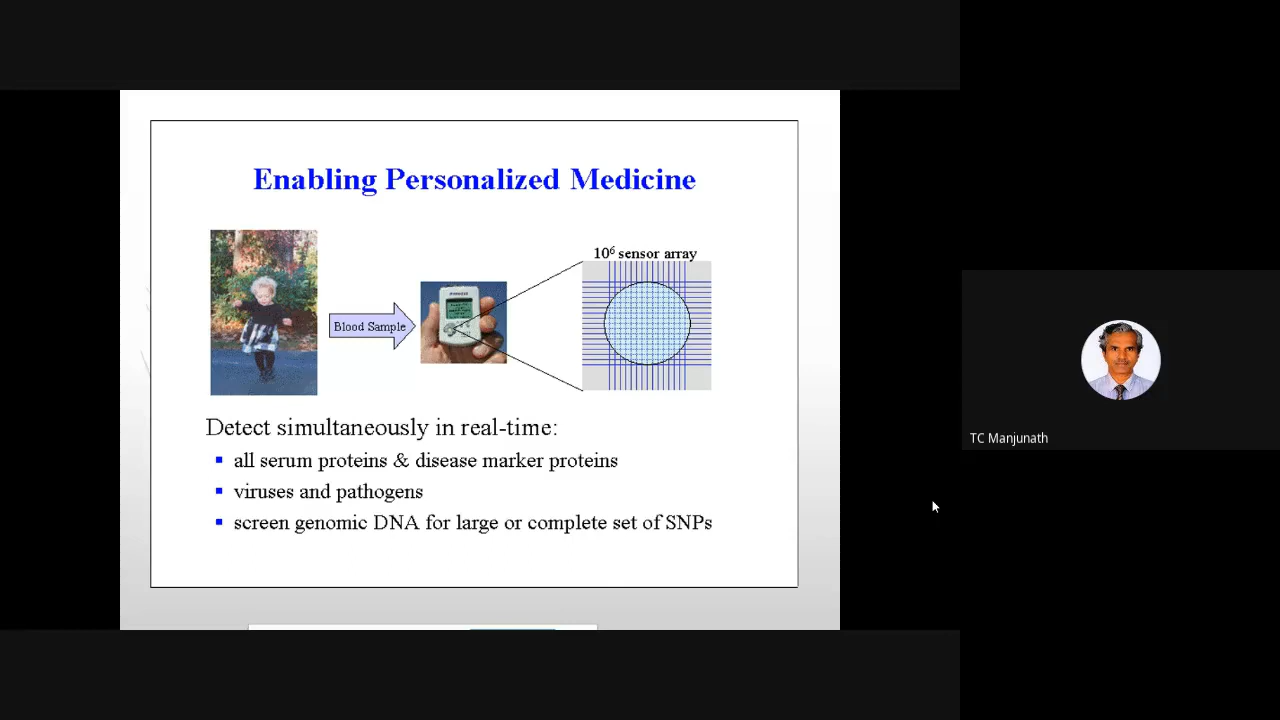 Enabling Personalized Medicine
10⁶ sensor array
Blood Sample
Detect simultaneously in real-time:
▪ all serum proteins & disease marker proteins
▪ viruses and pathogens
▪ screen genomic DNA for large or complete set of SNPs
TC Manjunath